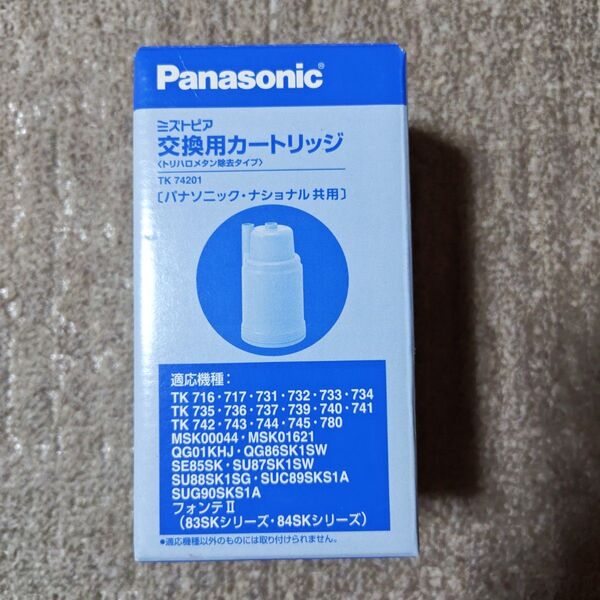 Panasonic®
ミズトピア
交換用カートリッジ
〈トリハロメタン除去タイプ〉
TK 74201
〔パナソニック・ナショナル共用〕
適応機種：
TK 716・717・731・732・733・734
TK 735・736・737・739・740・741
TK 742・743・744・745・780
MSK00044・MSK01621
QG01KHJ・QG86SK1SW
SE85SK・SU87SK1SW
SU88SK1SG・SUC89SKS1A
SUG90SKS1A
フォンテⅡ
（83SKシリーズ・84SKシリーズ）
●適応機種以外のものには取り付けられません。